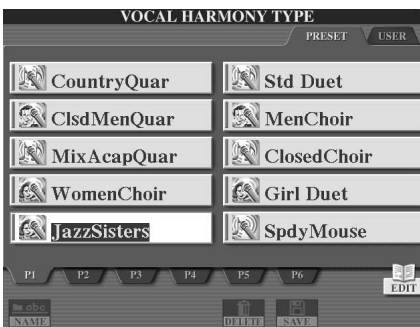 VOCAL HARMONY TYPE
PRESET USER
CountryQuar Std Duet
ClsdMenQuar MenChoir
MixAcapQuar ClosedChoir
WomenChoir Girl Duet
JazzSisters SpdyMouse
P1 P2 P3 P4 P5 P6
EDIT
abc
NAME DELETE SAVE